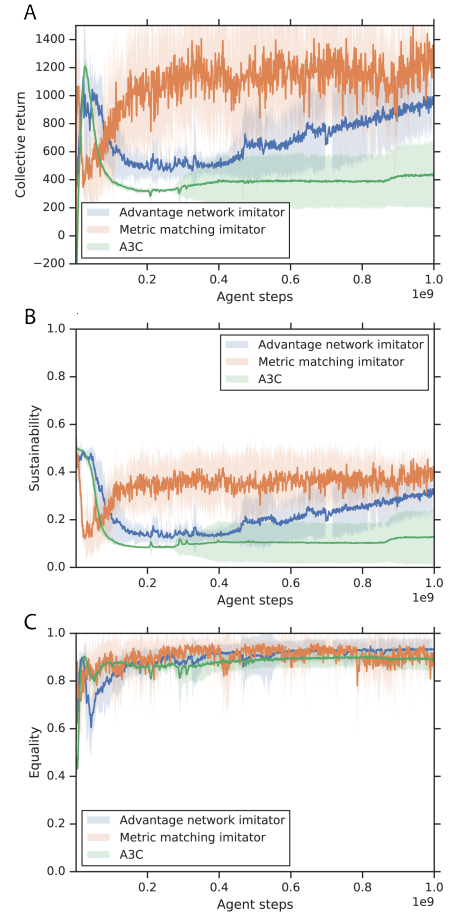 A
1400
1200
1000
800
600
400
200
0
−200
Collective return
Advantage network imitator
Metric matching imitator
A3C
0.2 0.4 0.6 0.8 1.0
Agent steps
1e9
B
1.0
0.8
0.6
0.4
0.2
0.0
Sustainability
Advantage network imitator
Metric matching imitator
A3C
0.2 0.4 0.6 0.8 1.0
Agent steps
1e9
C
1.0
0.8
0.6
0.4
0.2
0.0
Equality
Advantage network imitator
Metric matching imitator
A3C
0.2 0.4 0.6 0.8 1.0
Agent steps
1e9